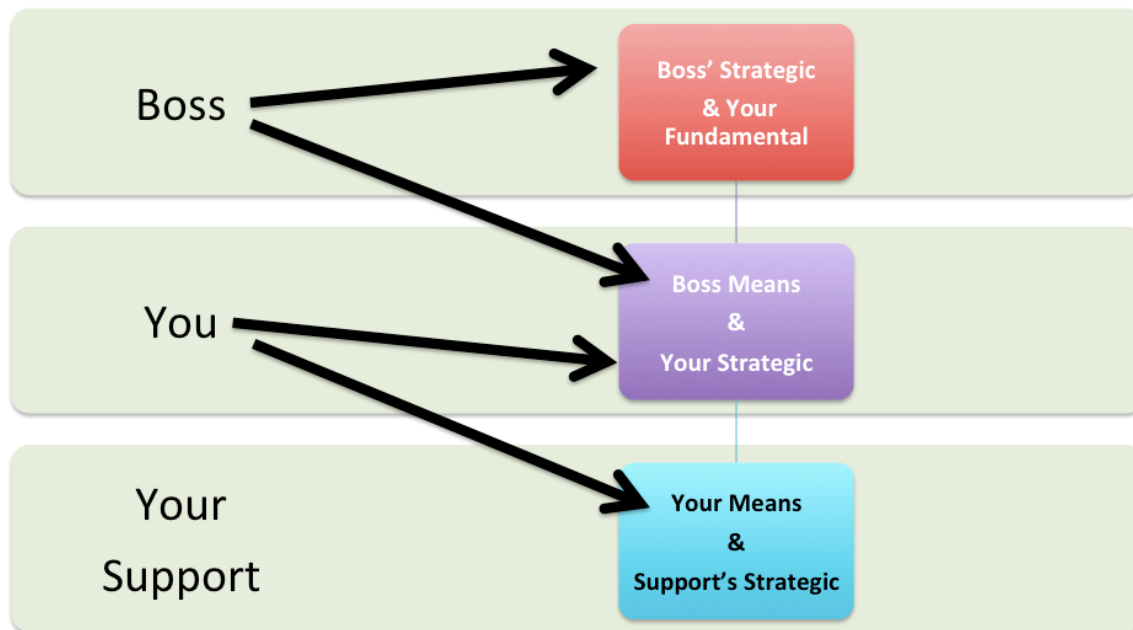 Boss
Boss’ Strategic
& Your
Fundamental
You
Boss Means
&
Your Strategic
Your
Support
Your Means
&
Support’s Strategic